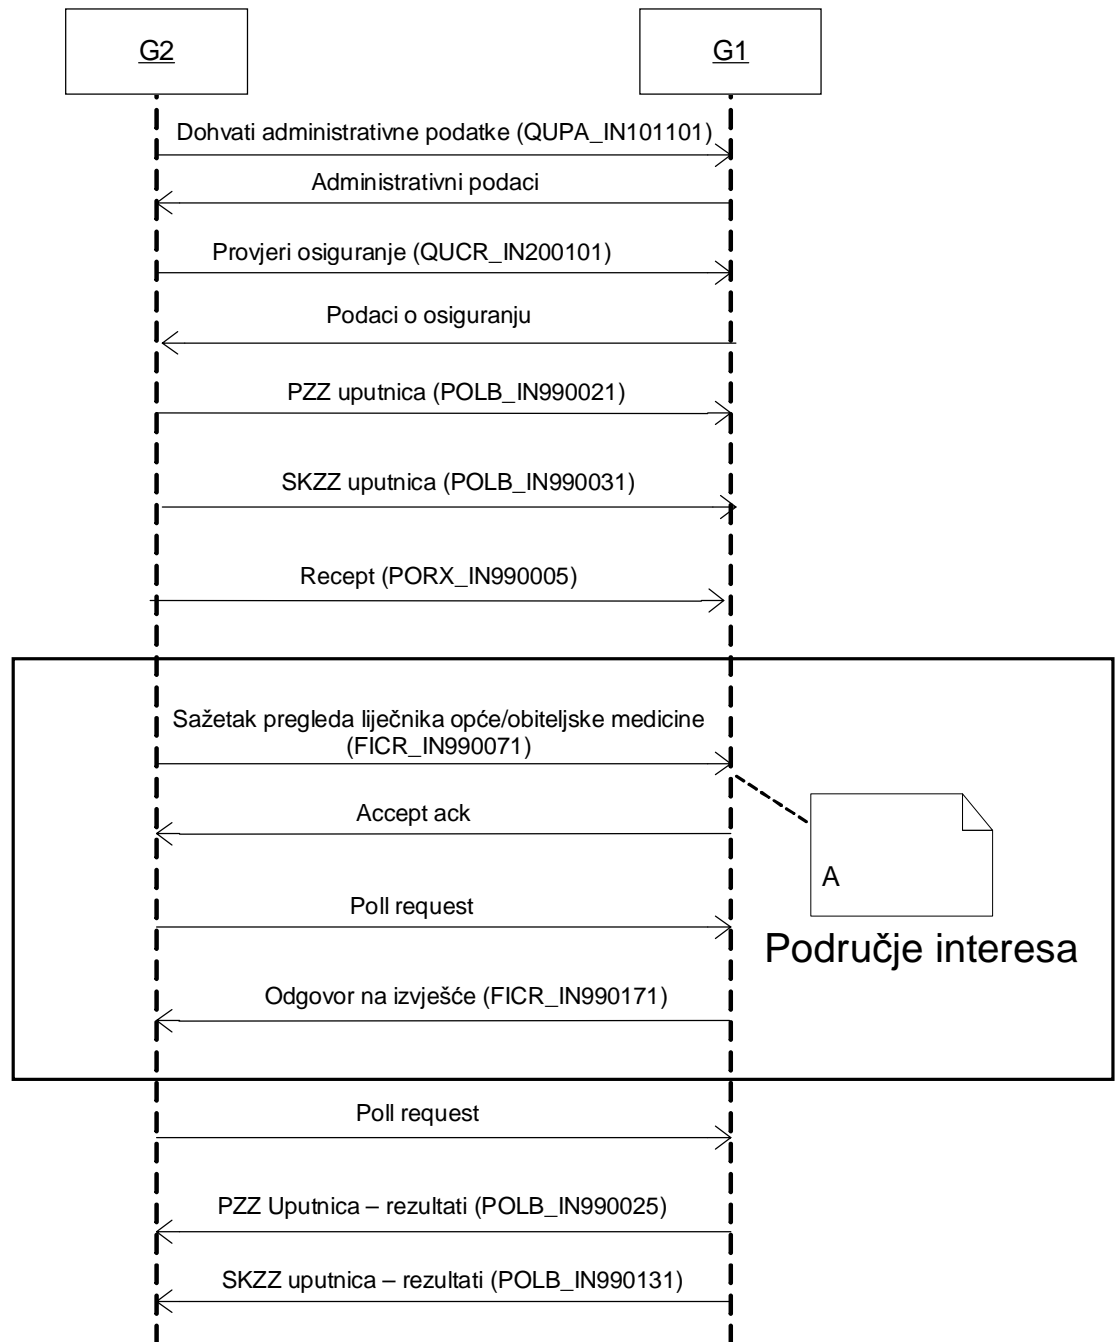 G2
G1
Dohvati administrativne podatke (QUPA_IN101101)
Administrativni podaci
Provjeri osiguranje (QUCR_IN200101)
Podaci o osiguranju
PZZ uputnica (POLB_IN990021)
SKZZ uputnica (POLB_IN990031)
Recept (PORX_IN990005)
Sažetak pregleda liječnika opće/obiteljske medicine
(FICR_IN990071)
Accept ack
A
Poll request
Područje interesa
Odgovor na izvješće (FICR_IN990171)
Poll request
PZZ Uputnica – rezultati (POLB_IN990025)
SKZZ uputnica – rezultati (POLB_IN990131)